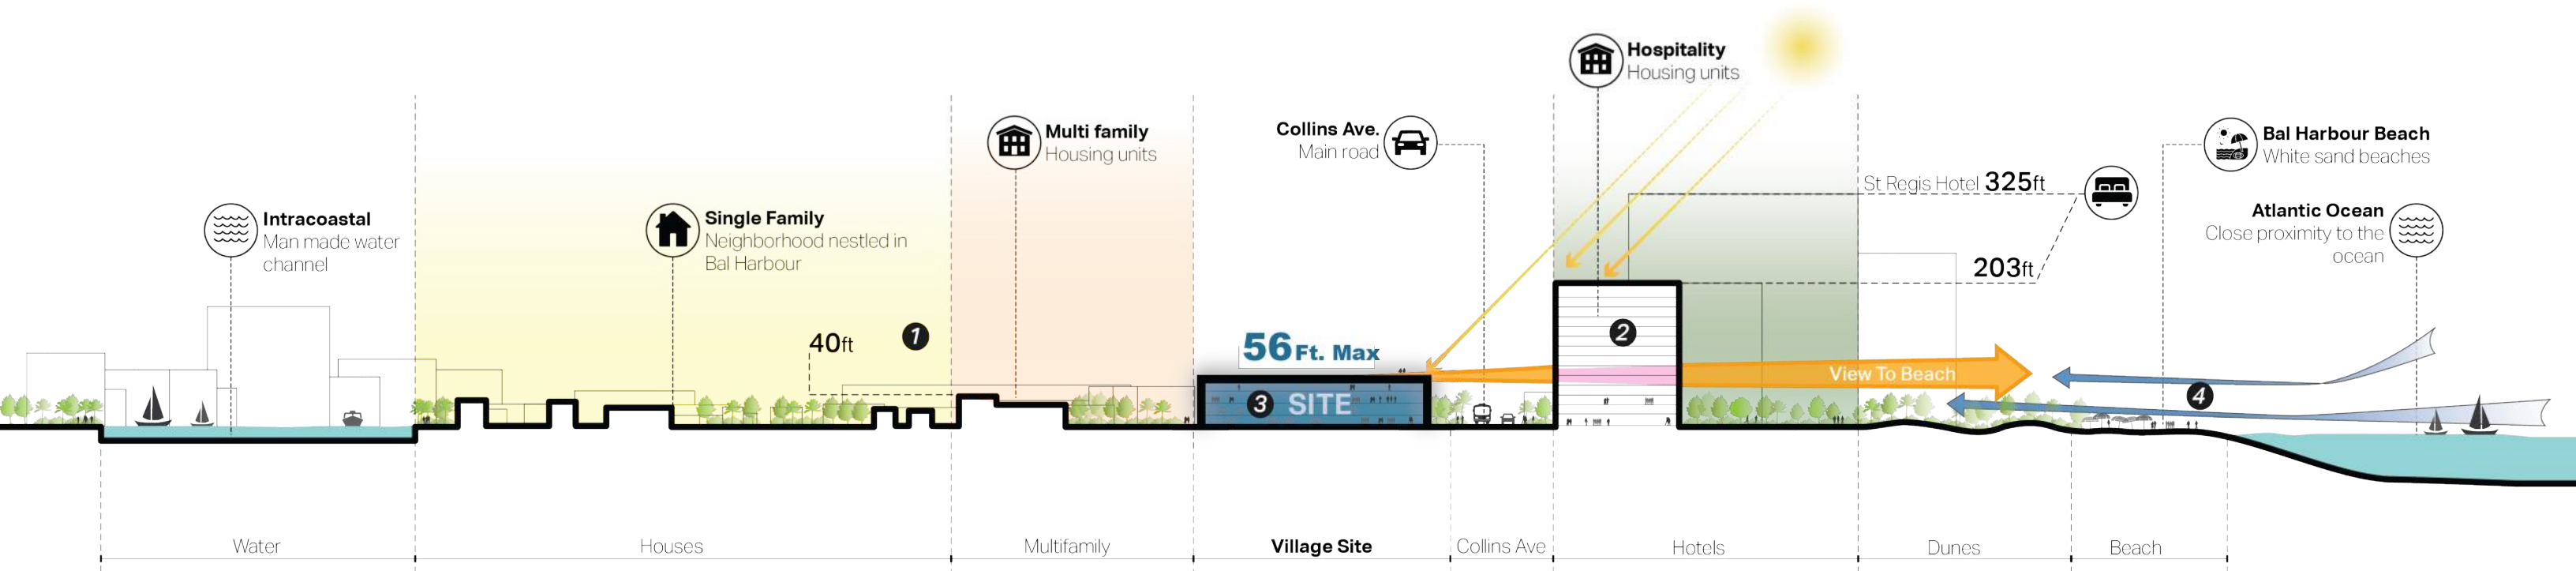 Hospitality
Housing units
Multi family
Housing units
Collins Ave.
Main road
Bal Harbour Beach
White sand beaches
St Regis Hotel 325ft
Intracoastal
Man made water
channel
Single Family
Neighborhood nestled in
Bal Harbour
Atlantic Ocean
Close proximity to the
ocean
203ft
40ft
1
56 Ft. Max
2
View To Beach
3 SITE
4
Water
Houses
Multifamily
Village Site
Collins Ave
Hotels
Dunes
Beach